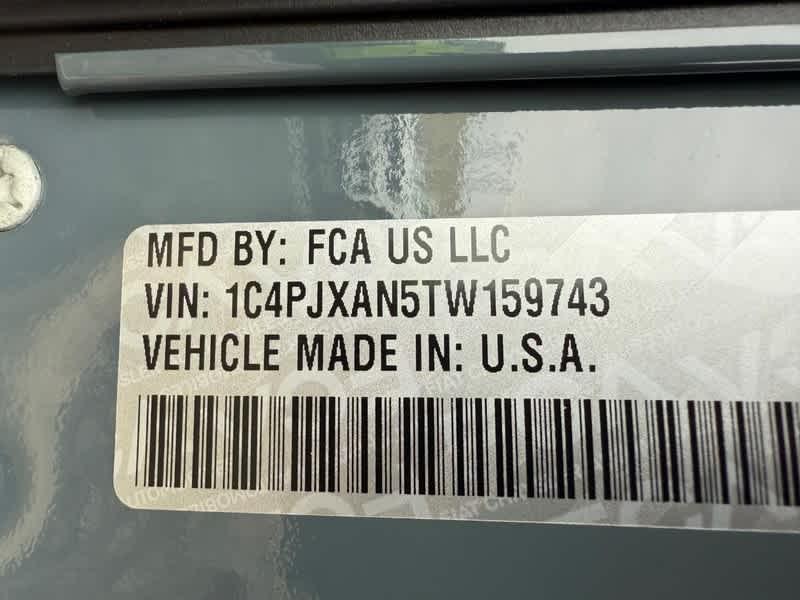 MFD BY: FCA US LLC
VIN: 1C4PJXAN5TW159743
VEHICLE MADE IN: U.S.A.